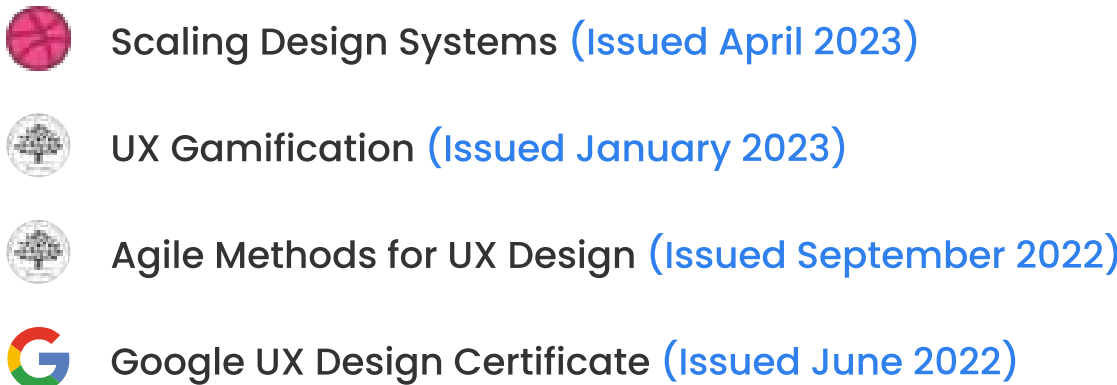 Scaling Design Systems (Issued April 2023)
UX Gamification (Issued January 2023)
Agile Methods for UX Design (Issued September 2022)
Google UX Design Certificate (Issued June 2022)